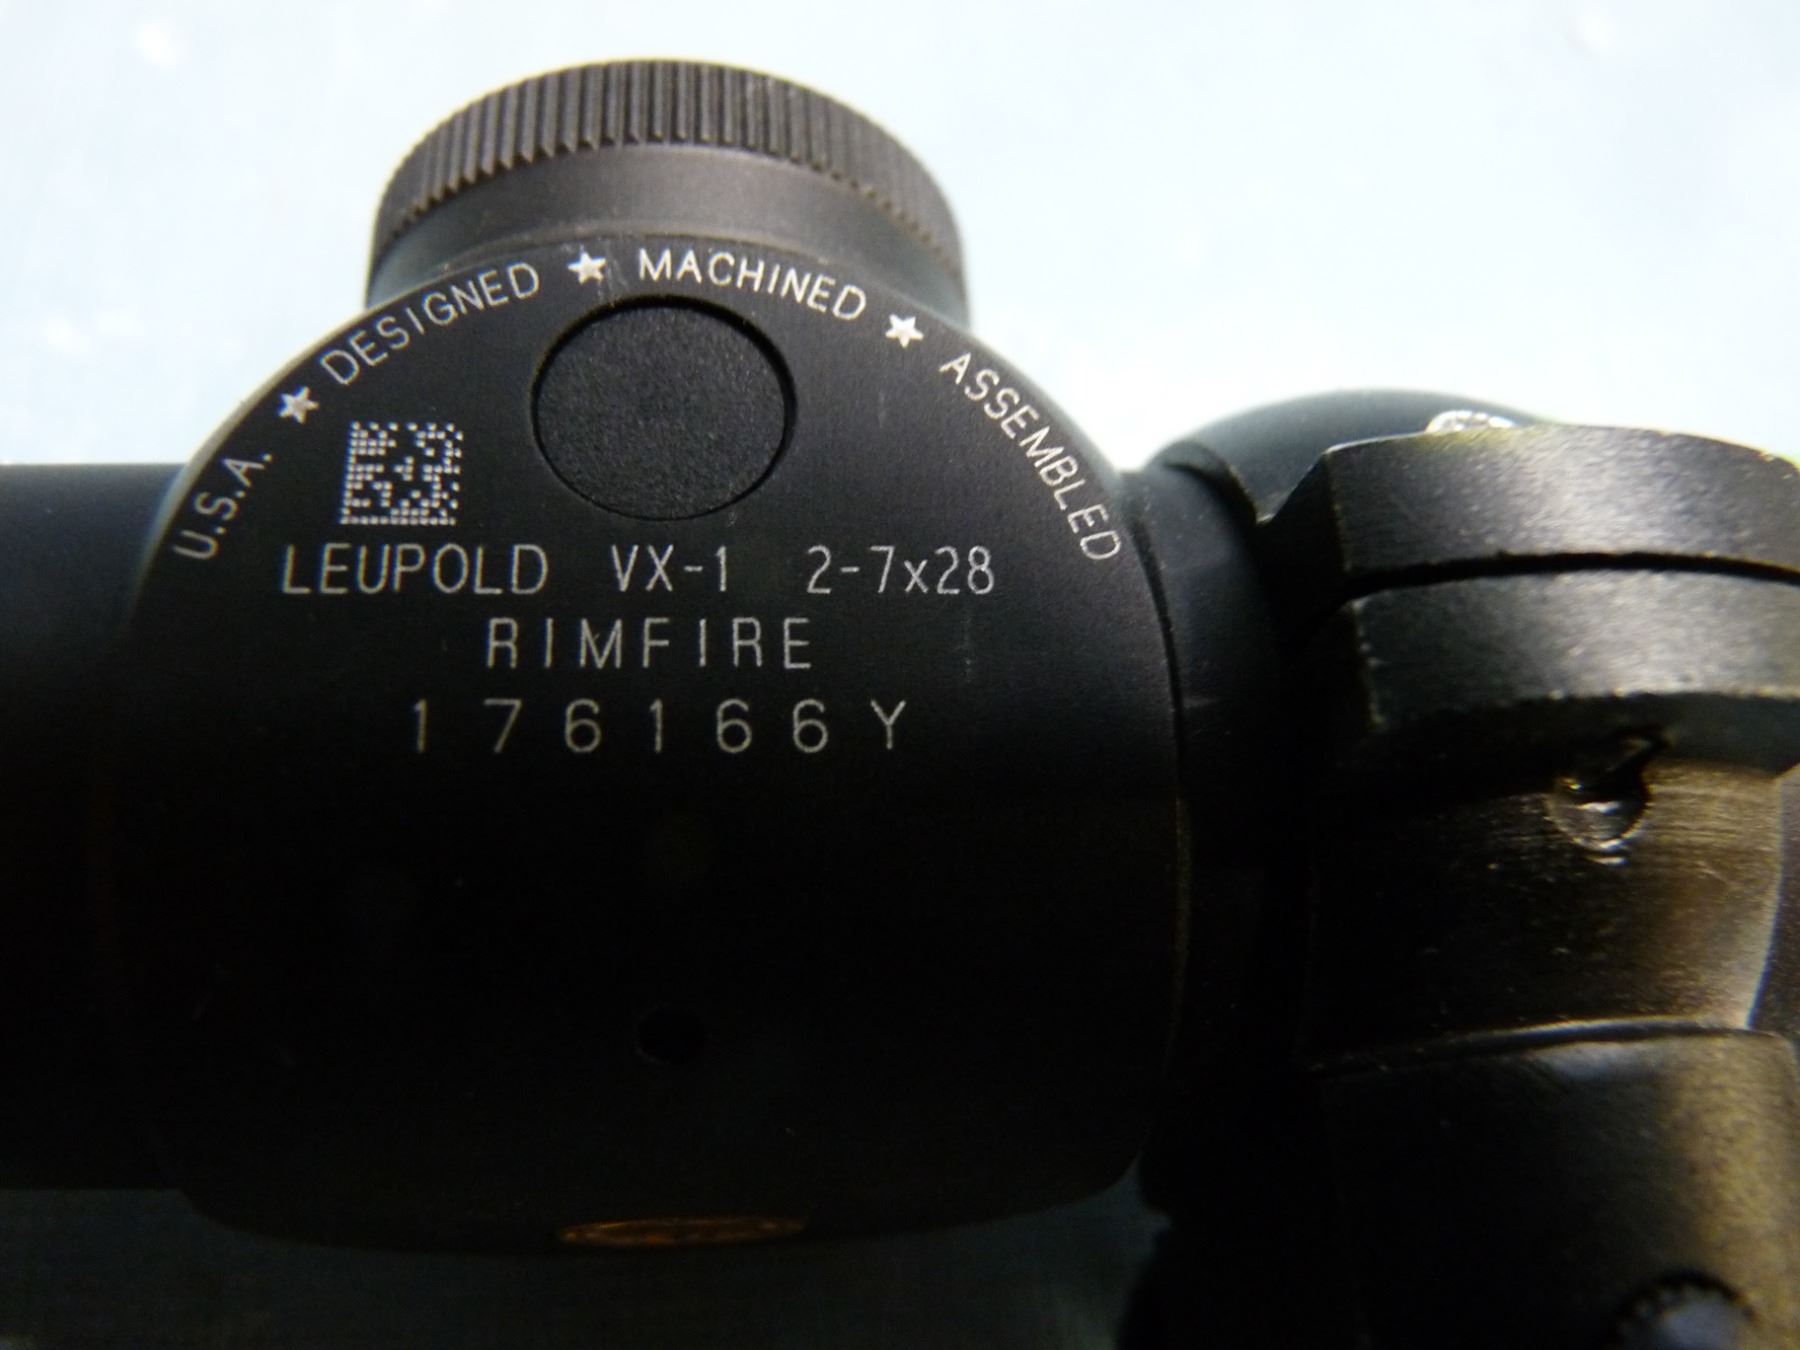 U.S.A. ★ DESIGNED ★ MACHINED ★ ASSEMBLED
LEUPOLD VX-1 2-7x28
RIMFIRE
176166Y